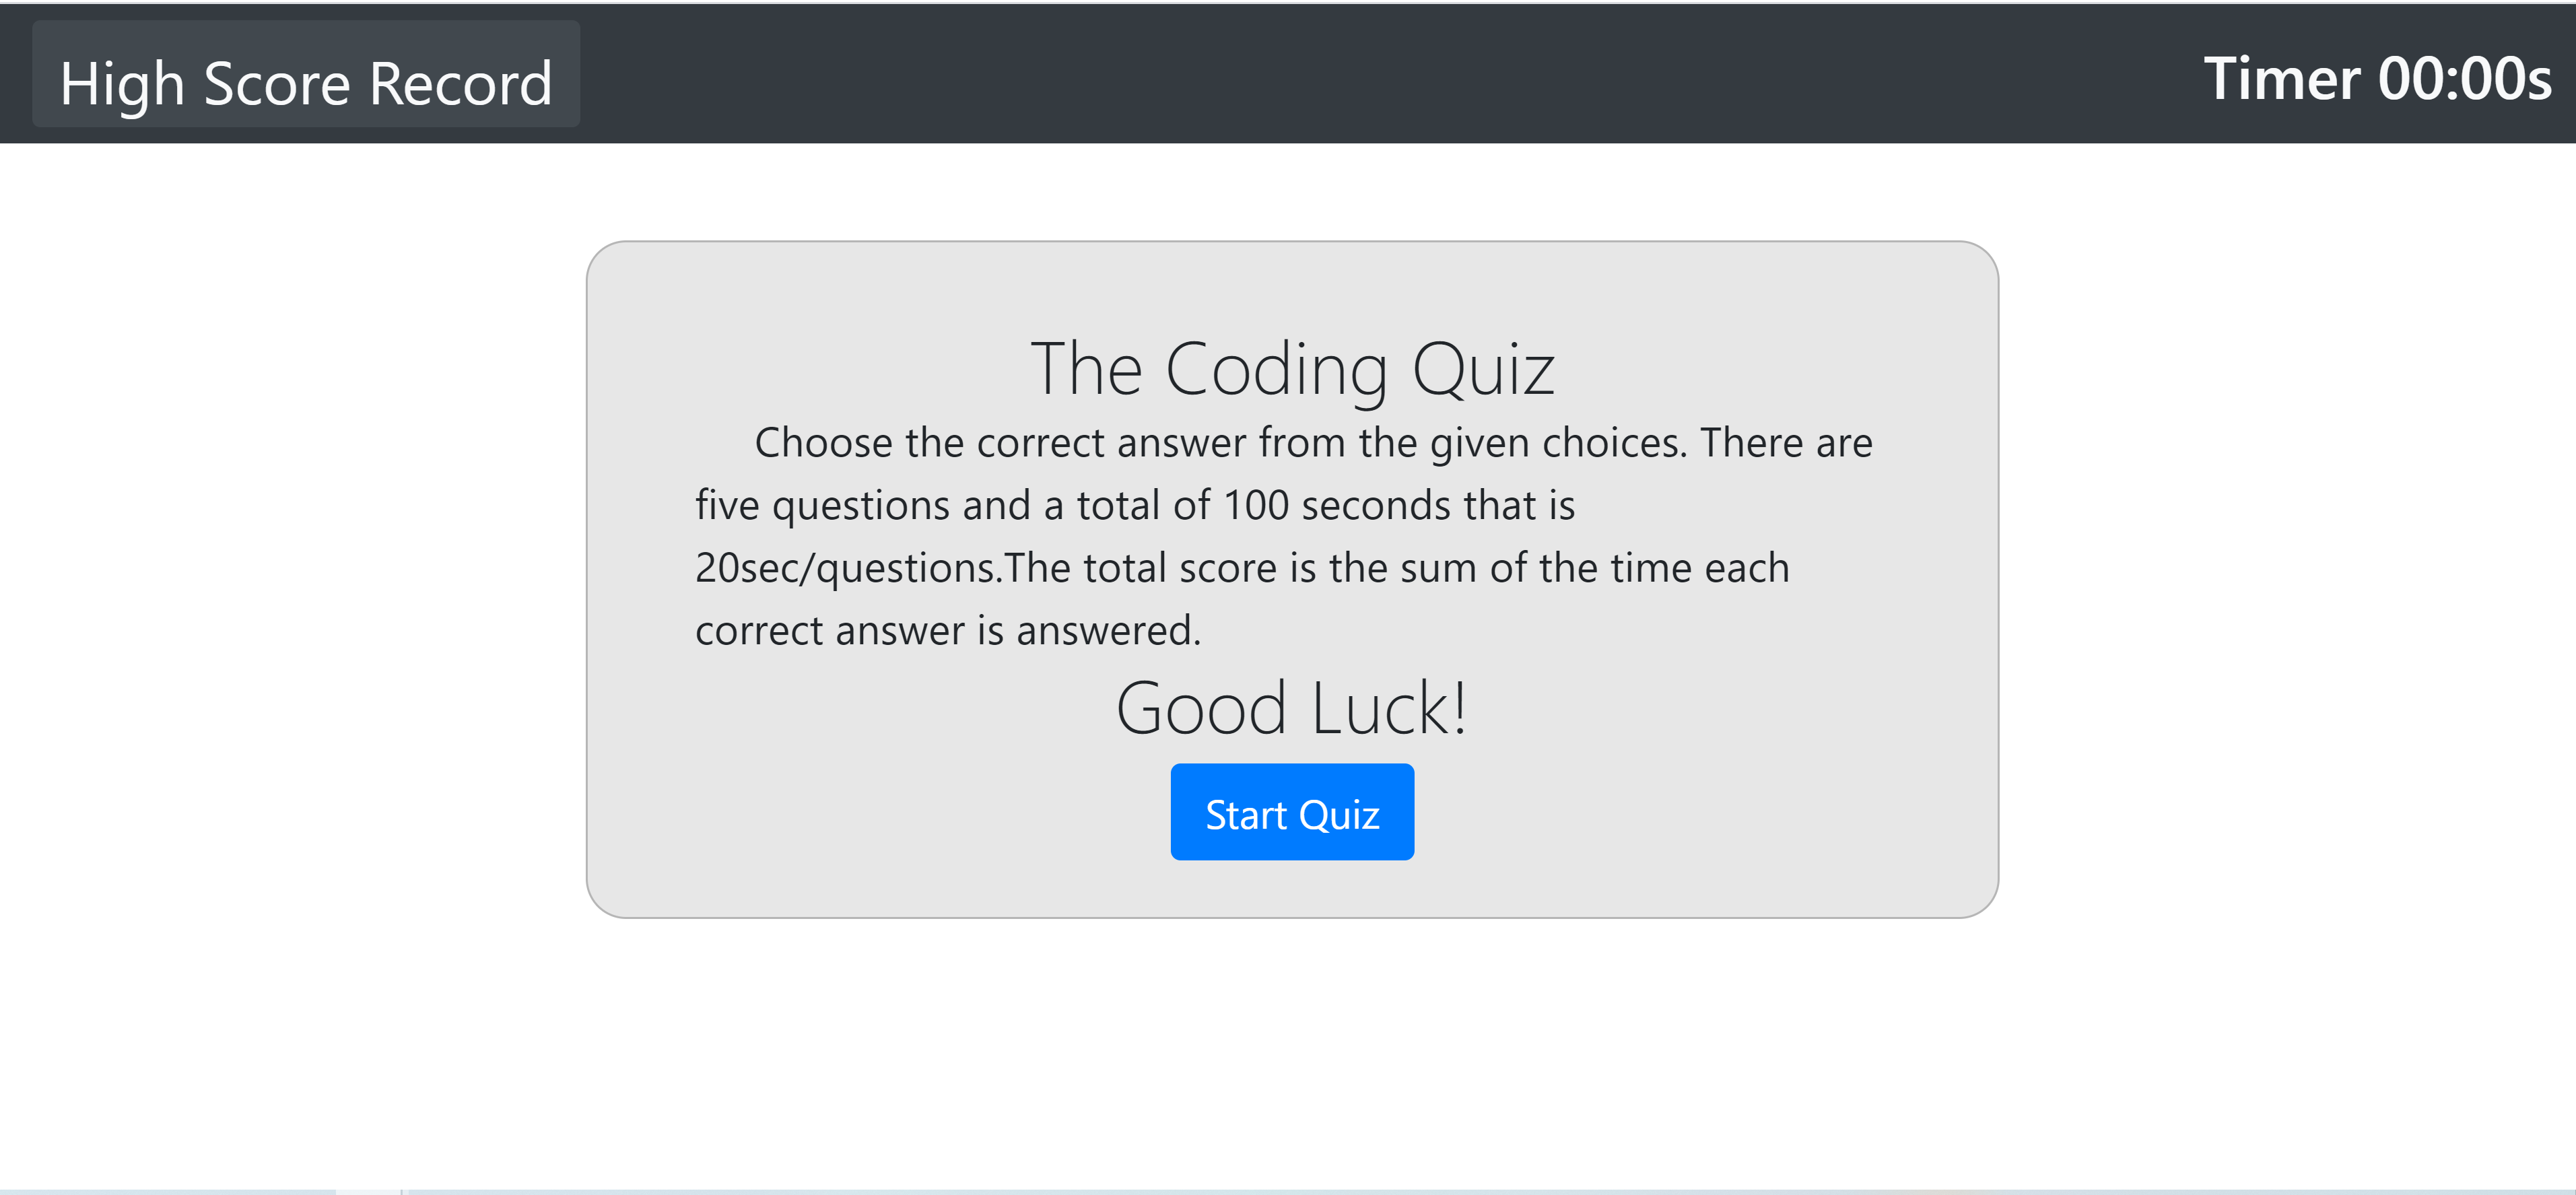 High Score Record
Timer 00:00s
The Coding Quiz
Choose the correct answer from the given choices. There are
five questions and a total of 100 seconds that is
20sec/questions.The total score is the sum of the time each
correct answer is answered.
Good Luck!
Start Quiz